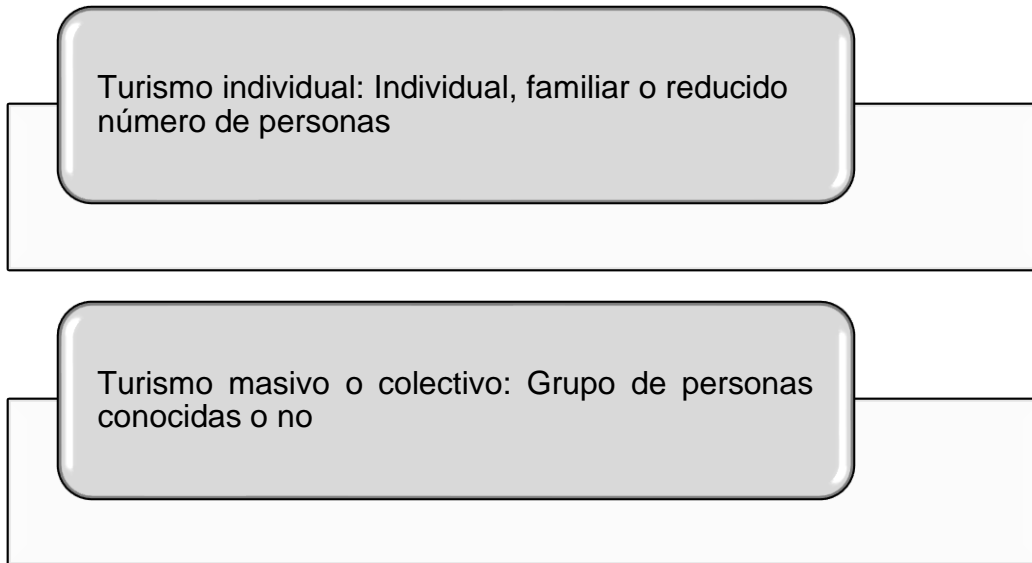 Turismo individual: Individual, familiar o reducido
número de personas
Turismo masivo o colectivo: Grupo de personas
conocidas o no